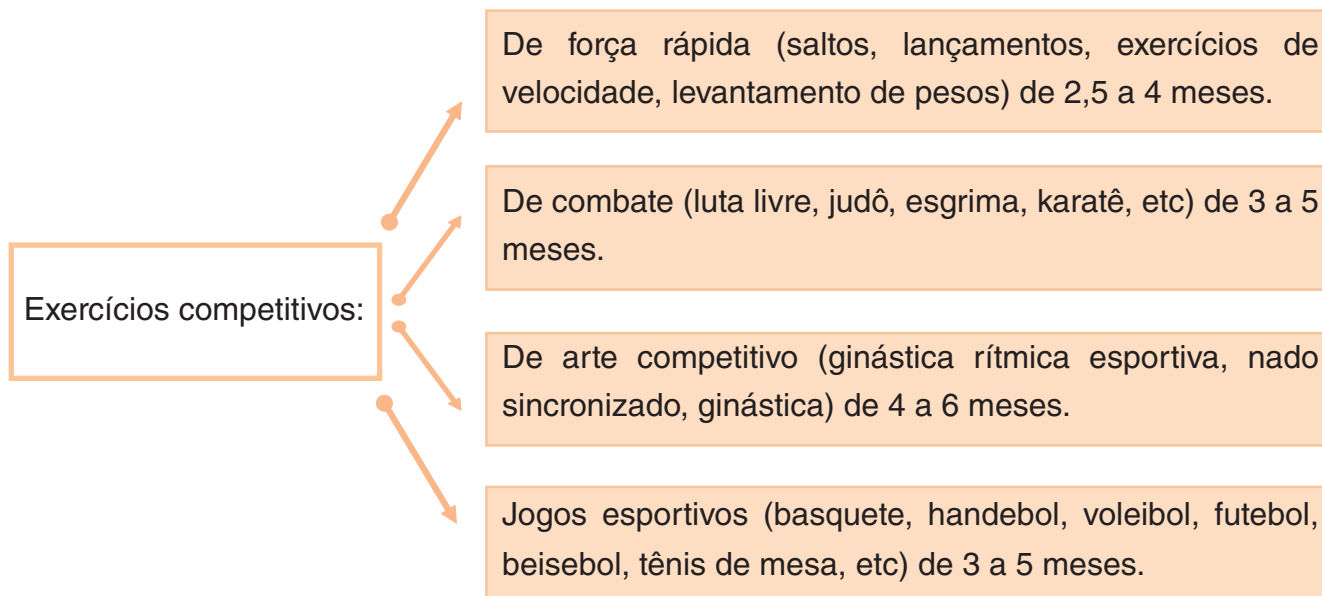 De força rápida (saltos, lançamentos, exercícios de
velocidade, levantamento de pesos) de 2,5 a 4 meses.
De combate (luta livre, judô, esgrima, karatê, etc) de 3 a 5
meses.
Exercícios competitivos:
De arte competitivo (ginástica rítmica esportiva, nado
sincronizado, ginástica) de 4 a 6 meses.
Jogos esportivos (basquete, handebol, voleibol, futebol,
beisebol, tênis de mesa, etc) de 3 a 5 meses.